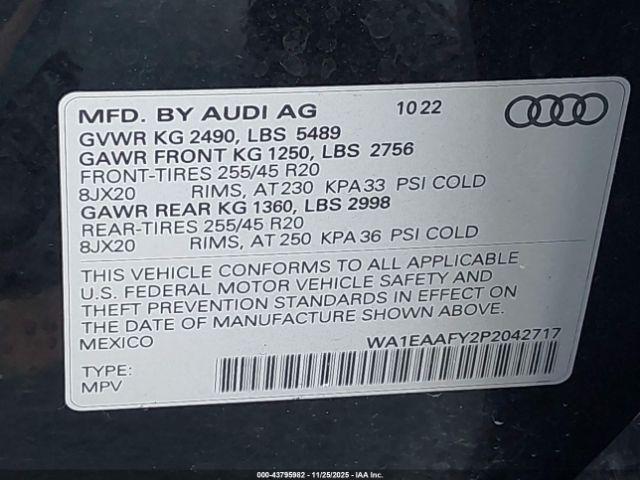 MFD. BY AUDI AG 10 22
GVWR KG 2490, LBS 5489
GAWR FRONT KG 1250, LBS 2756
FRONT-TIRES 255/45 R20
8JX20 RIMS, AT 230 KPA 33 PSI COLD
GAWR REAR KG 1360, LBS 2998
REAR-TIRES 255/45 R20
8JX20 RIMS, AT 250 KPA 36 PSI COLD
THIS VEHICLE CONFORMS TO ALL APPLICABLE
U.S. FEDERAL MOTOR VEHICLE SAFETY AND
THEFT PREVENTION STANDARDS IN EFFECT ON
THE DATE OF MANUFACTURE SHOWN ABOVE.
MEXICO WA1EAAFY2P2042717
TYPE:
MPV
000-43795982 - 11/25/2025 - IAA Inc.